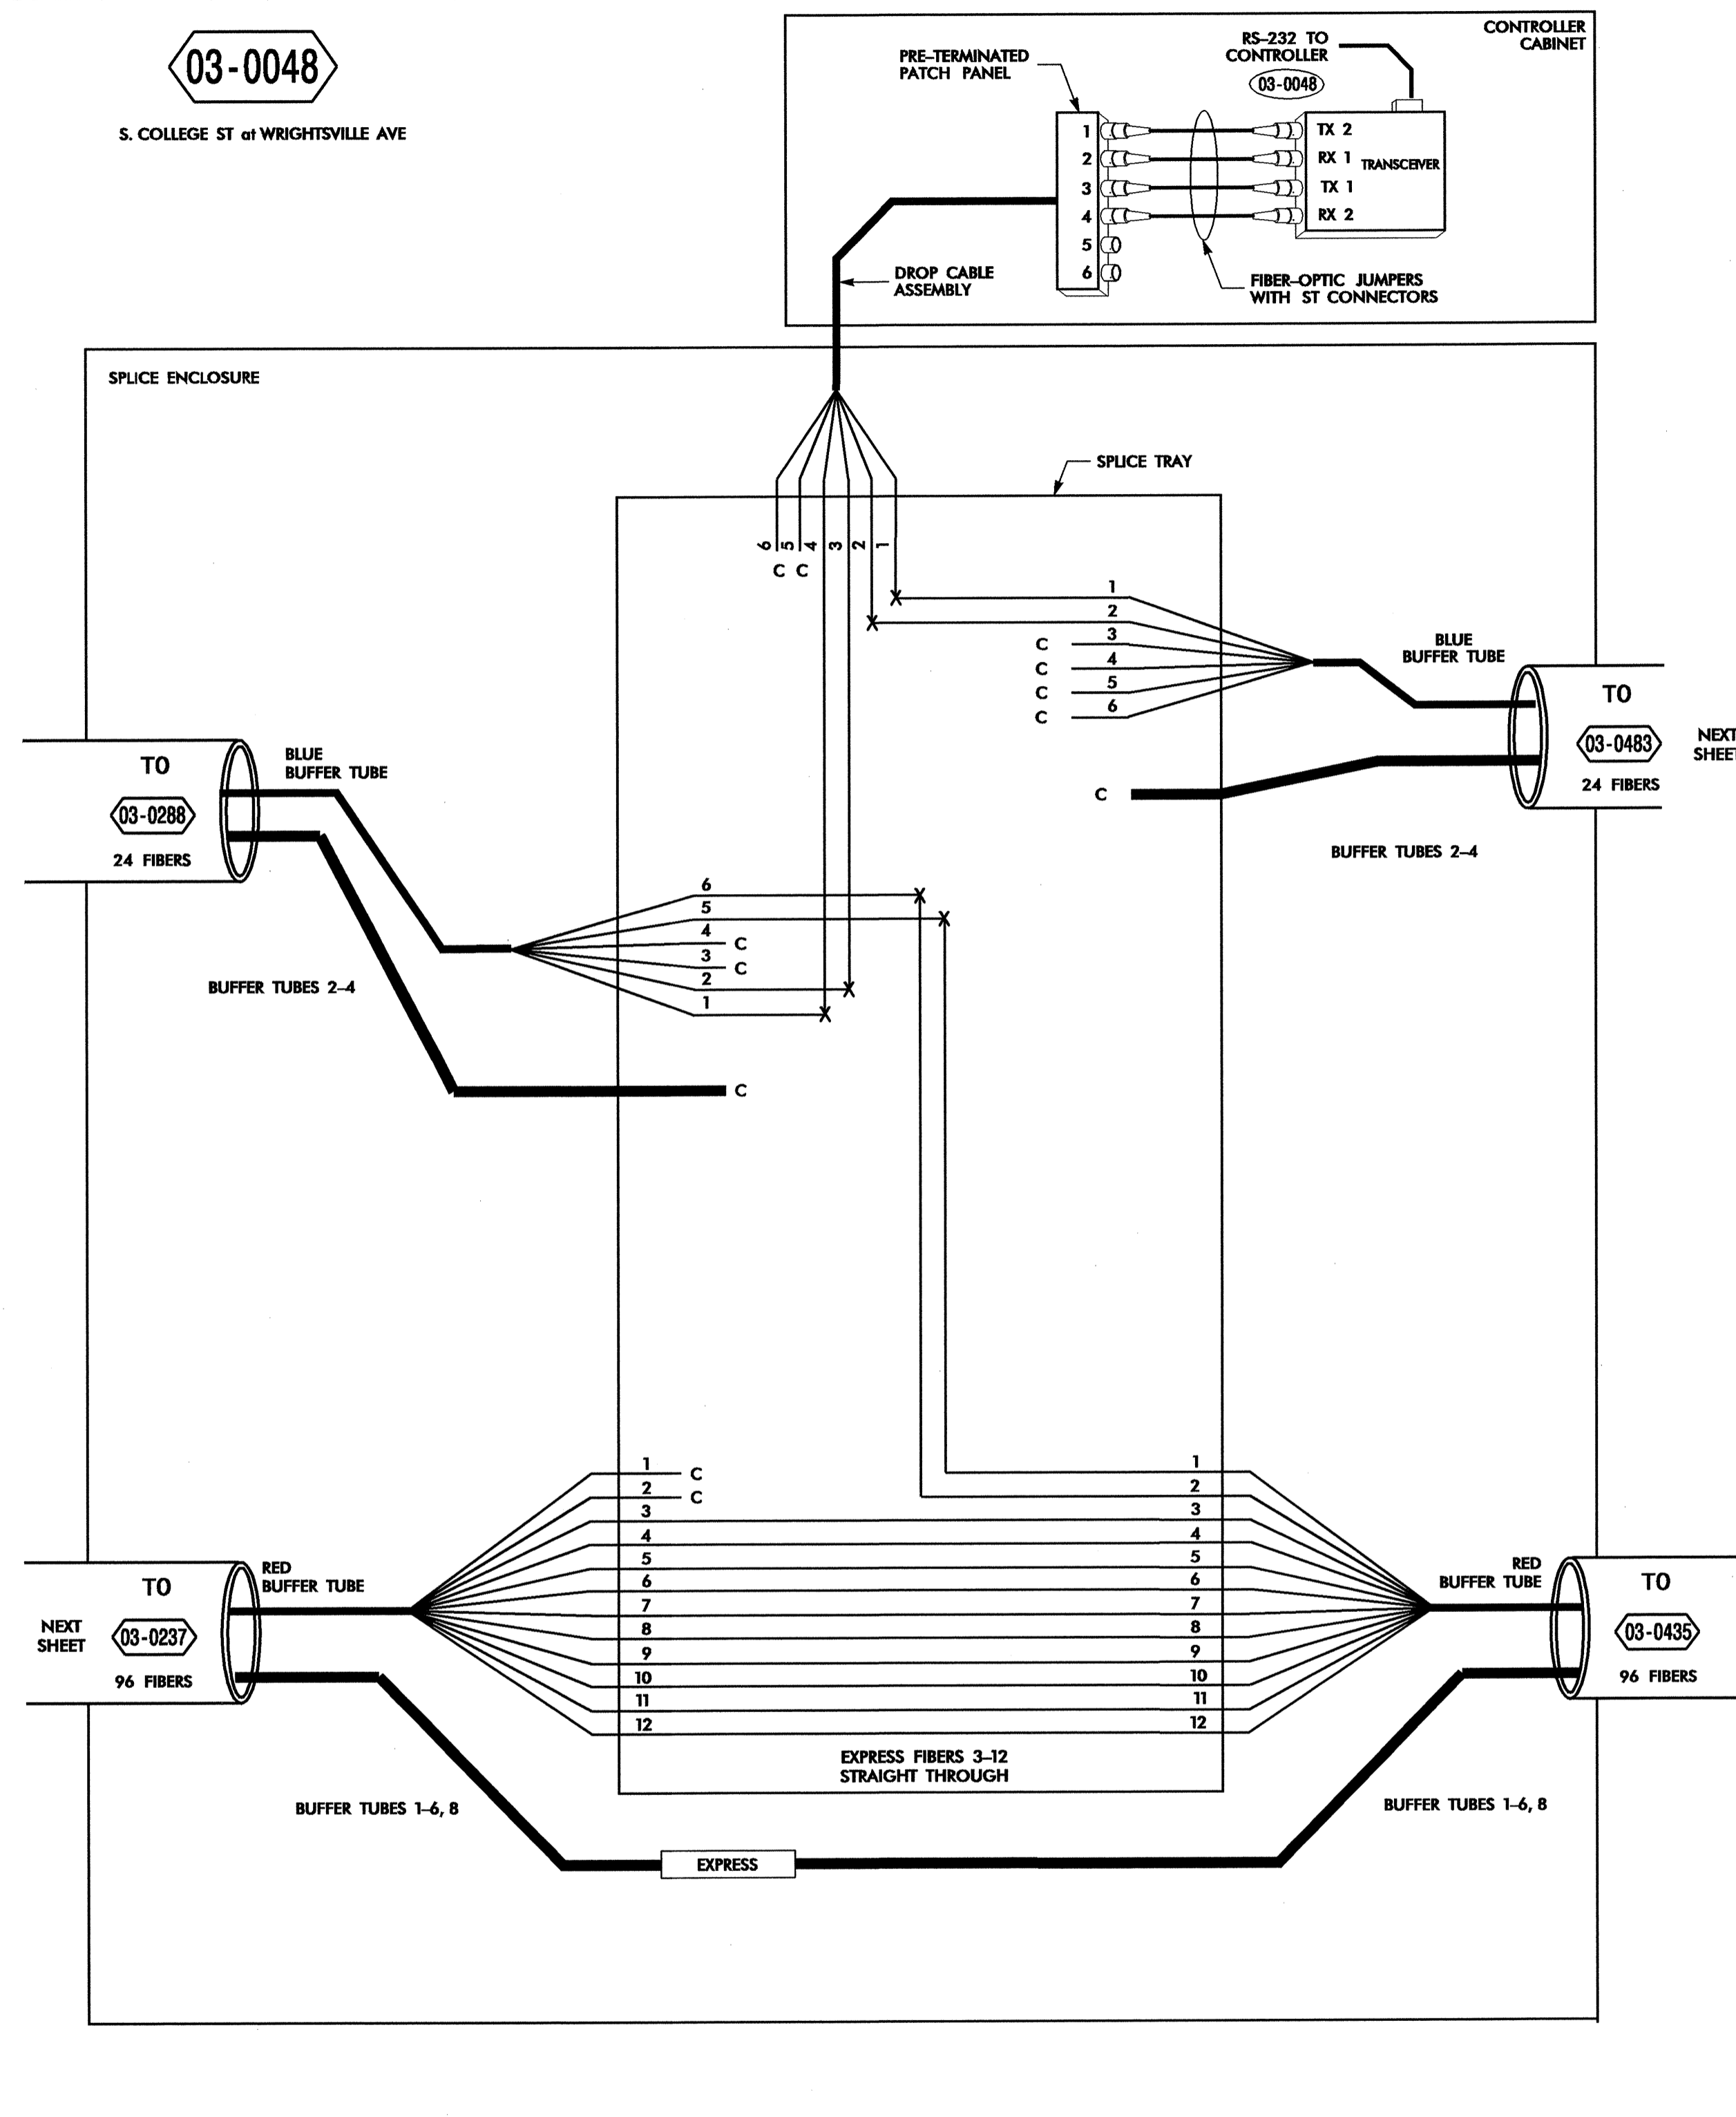 03-0048
S. COLLEGE ST at WRIGHTSVILLE AVE
CONTROLLER
CABINET
RS-232 TO
CONTROLLER
03-0048
PRE-TERMINATED
PATCH PANEL
1
2
3
4
5
6
TX 2
RX 1
TX 1
RX 2
TRANSCEIVER
DROP CABLE
ASSEMBLY
FIBER-OPTIC JUMPERS
WITH ST CONNECTORS
SPLICE ENCLOSURE
SPLICE TRAY
6 5 4 3 2 1
C C
1
2
C 3
C 4
C 5
C 6
BLUE
BUFFER TUBE
TO
03-0483
24 FIBERS
NEXT
SHEET
C
BUFFER TUBES 2-4
TO
03-0288
24 FIBERS
BLUE
BUFFER TUBE
BUFFER TUBES 2-4
6
5
4 C
3 C
2
1
C
1 C
2 C
3
4
5
6
7
8
9
10
11
12
1
2
3
4
5
6
7
8
9
10
11
12
RED
BUFFER TUBE
NEXT
SHEET
TO
03-0237
96 FIBERS
RED
BUFFER TUBE
TO
03-0435
96 FIBERS
EXPRESS FIBERS 3-12
STRAIGHT THROUGH
BUFFER TUBES 1-6, 8
BUFFER TUBES 1-6, 8
EXPRESS